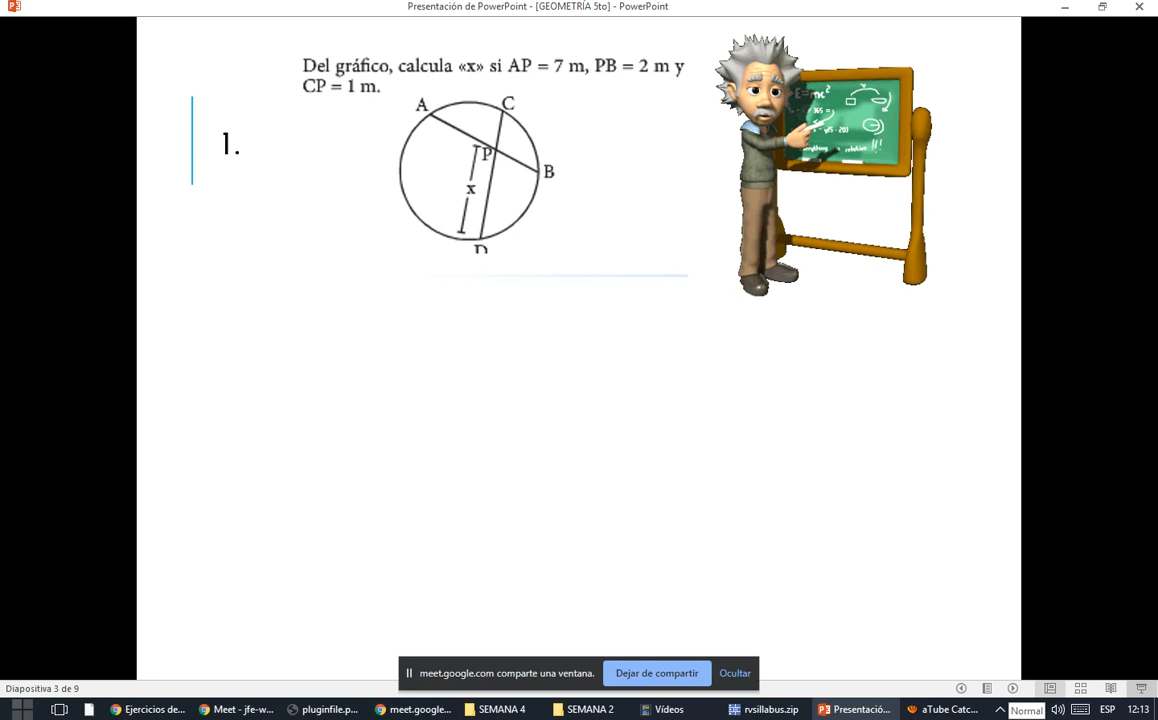 Presentación de PowerPoint - [GEOMETRÍA 5to] - PowerPoint
Del gráfico, calcula «x» si AP = 7 m, PB = 2 m y
CP = 1 m.
1.
A
C
P
B
x
D
meet.google.com comparte una ventana.
Dejar de compartir
Ocultar
Diapositiva 3 de 9
Ejercicios de...
Meet - jfe-w...
pluginfile.p...
meet.google...
SEMANA 4
SEMANA 2
Vídeos
rvsillabus.zip
Presentació...
aTube Catc...
Normal
ESP
12:13